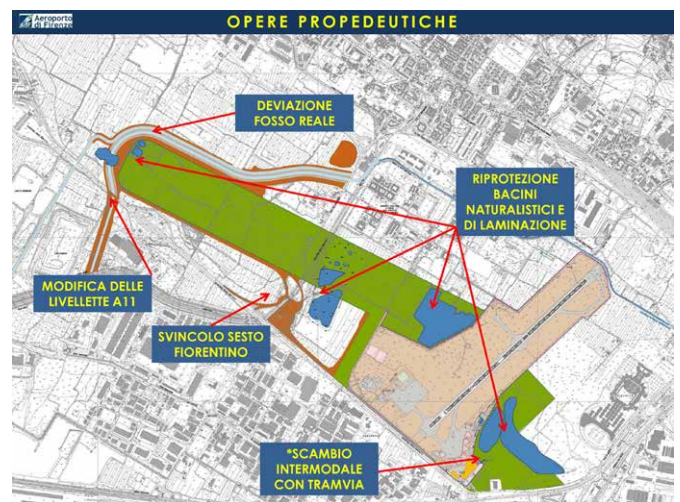 Aeroporto
di Firenze
OPERE PROPEDEUTICHE
DEVIAZIONE
FOSSO REALE
RIPROTEZIONE
BACINI
NATURALISTICI E
DI LAMINAZIONE
MODIFICA DELLE
LIVELLETTE A11
SVINCOLO SESTO
FIORENTINO
*SCAMBIO
INTERMODALE
CON TRAMVIA